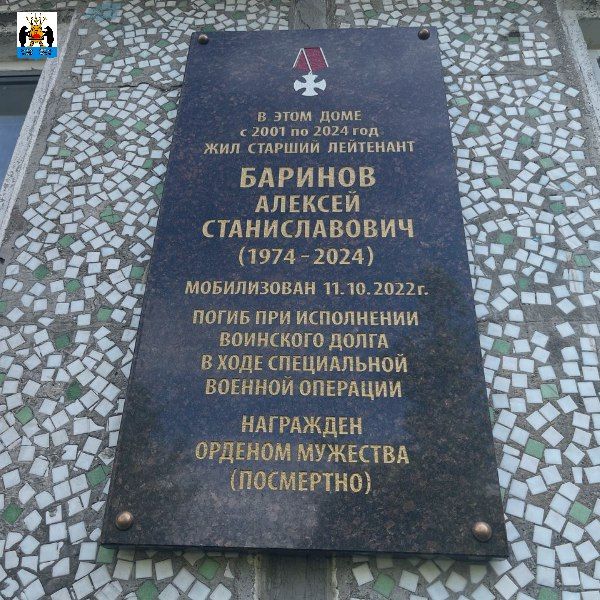 В ЭТОМ ДОМЕ
с 2001 по 2024 год
ЖИЛ СТАРШИЙ ЛЕЙТЕНАНТ
БАРИНОВ
АЛЕКСЕЙ
СТАНИСЛАВОВИЧ
(1974 - 2024)
МОБИЛИЗОВАН 11.10.2022г.
ПОГИБ ПРИ ИСПОЛНЕНИИ
ВОИНСКОГО ДОЛГА
В ХОДЕ СПЕЦИАЛЬНОЙ
ВОЕННОЙ ОПЕРАЦИИ
НАГРАЖДЕН
ОРДЕНОМ МУЖЕСТВА
(ПОСМЕРТНО)